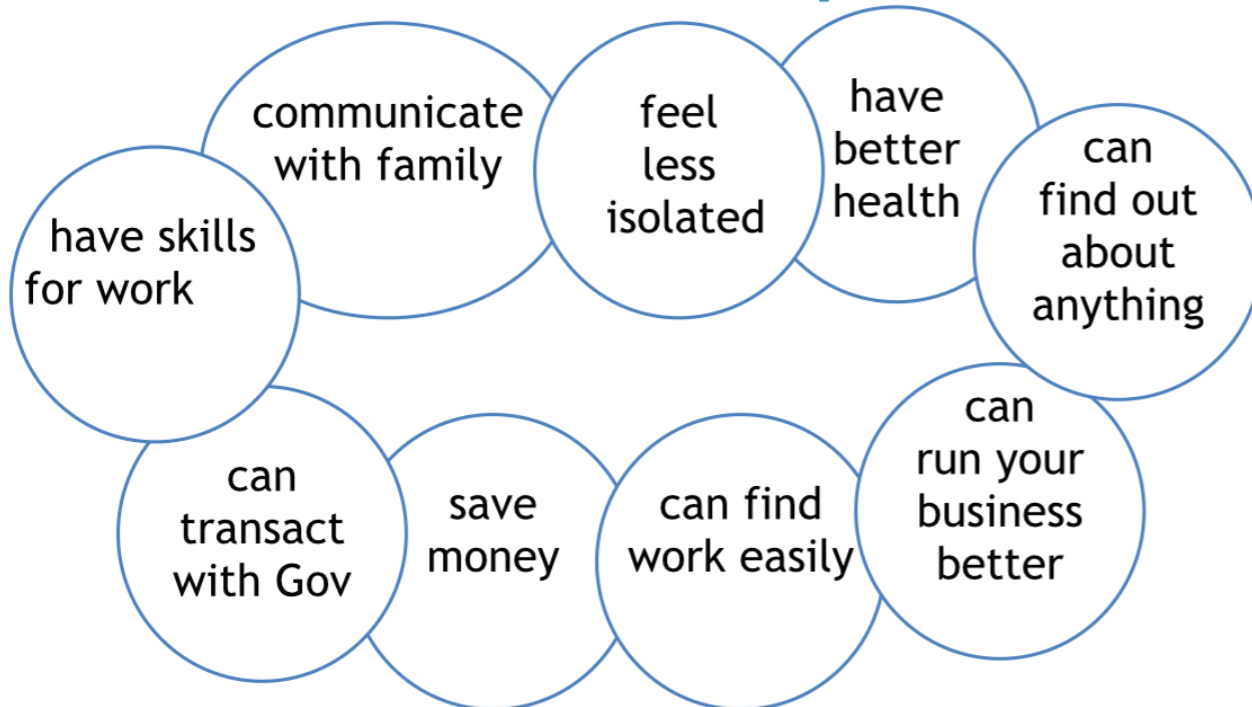 communicate
with family
feel
less
isolated
have
better
health
can
find out
about
anything
have skills
for work
can
run your
business
better
can
transact
with Gov
save
money
can find
work easily